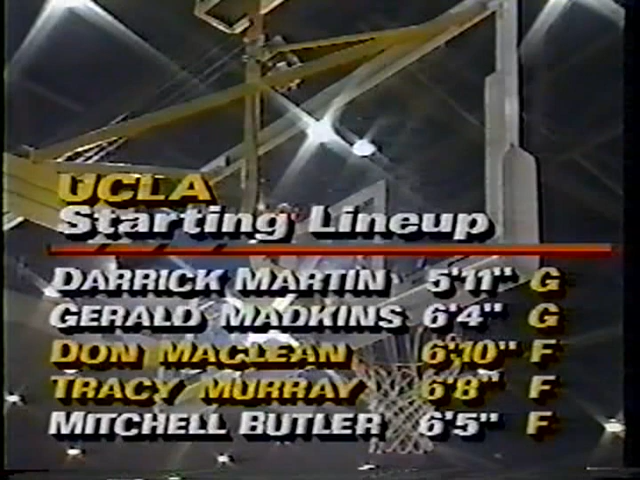 UCLA
Starting Lineup
DARRICK MARTIN 5'11" G
GERALD MADKINS 6'4" G
DON MACLEAN 6'10" F
TRACY MURRAY 6'8" F
MITCHELL BUTLER 6'5" F